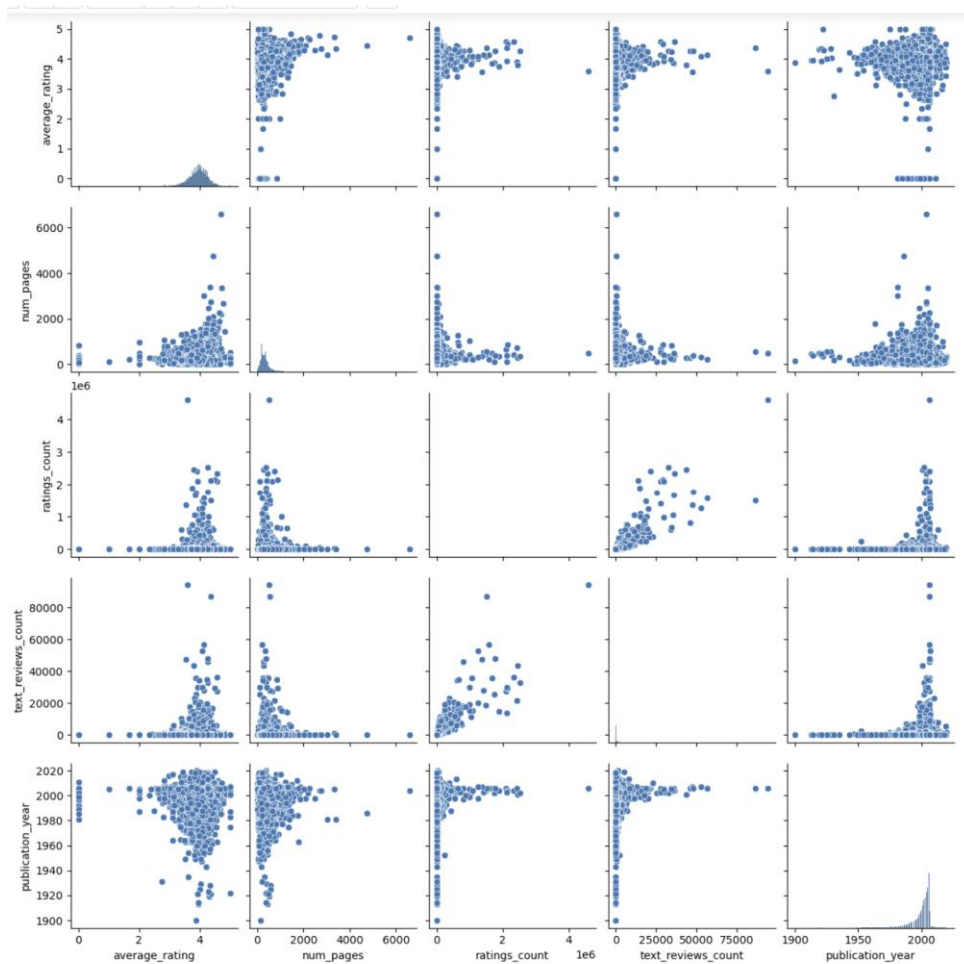 5
4
3
2
1
0
average_rating
6000
4000
2000
0
num_pages
1e6
4
3
2
1
0
ratings_count
80000
60000
40000
20000
0
text_reviews_count
2020
2000
1980
1960
1940
1920
1900
publication_year
0 2 4
average_rating
0 2000 4000 6000
num_pages
0 2 4
1e6
ratings_count
0 25000 50000 75000
text_reviews_count
1900 1950 2000
publication_year